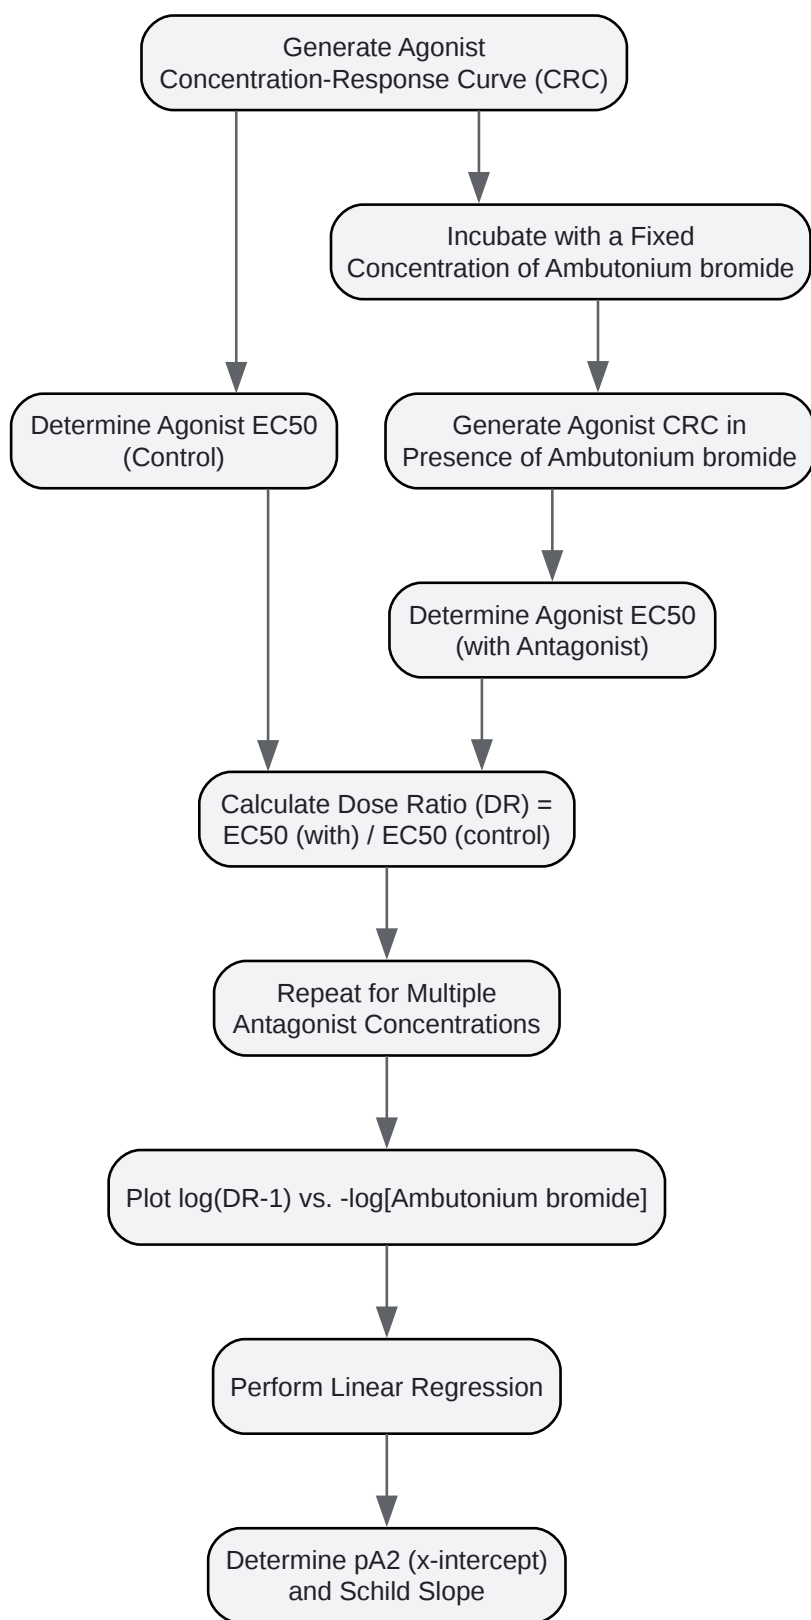 Generate Agonist
Concentration-Response Curve (CRC)
Incubate with a Fixed
Concentration of Ambutonium bromide
Determine Agonist EC50
(Control)
Generate Agonist CRC in
Presence of Ambutonium bromide
Determine Agonist EC50
(with Antagonist)
Calculate Dose Ratio (DR) =
EC50 (with) / EC50 (control)
Repeat for Multiple
Antagonist Concentrations
Plot log(DR-1) vs. -log[Ambutonium bromide]
Perform Linear Regression
Determine pA2 (x-intercept)
and Schild Slope